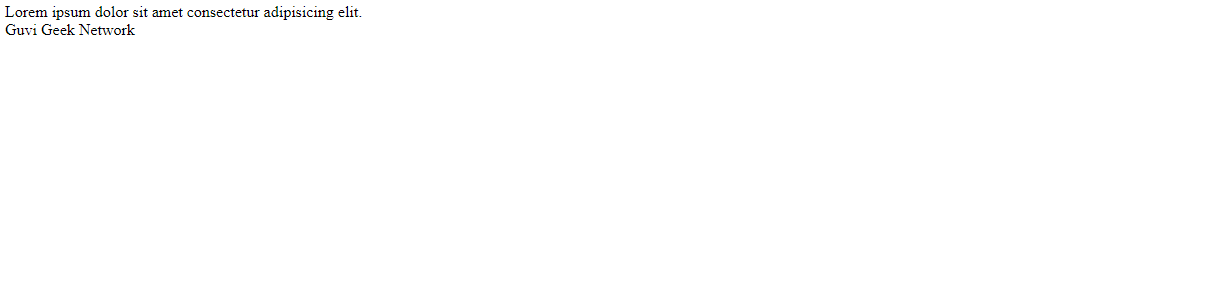 Lorem ipsum dolor sit amet consectetur adipisicing elit.
Guvi Geek Network